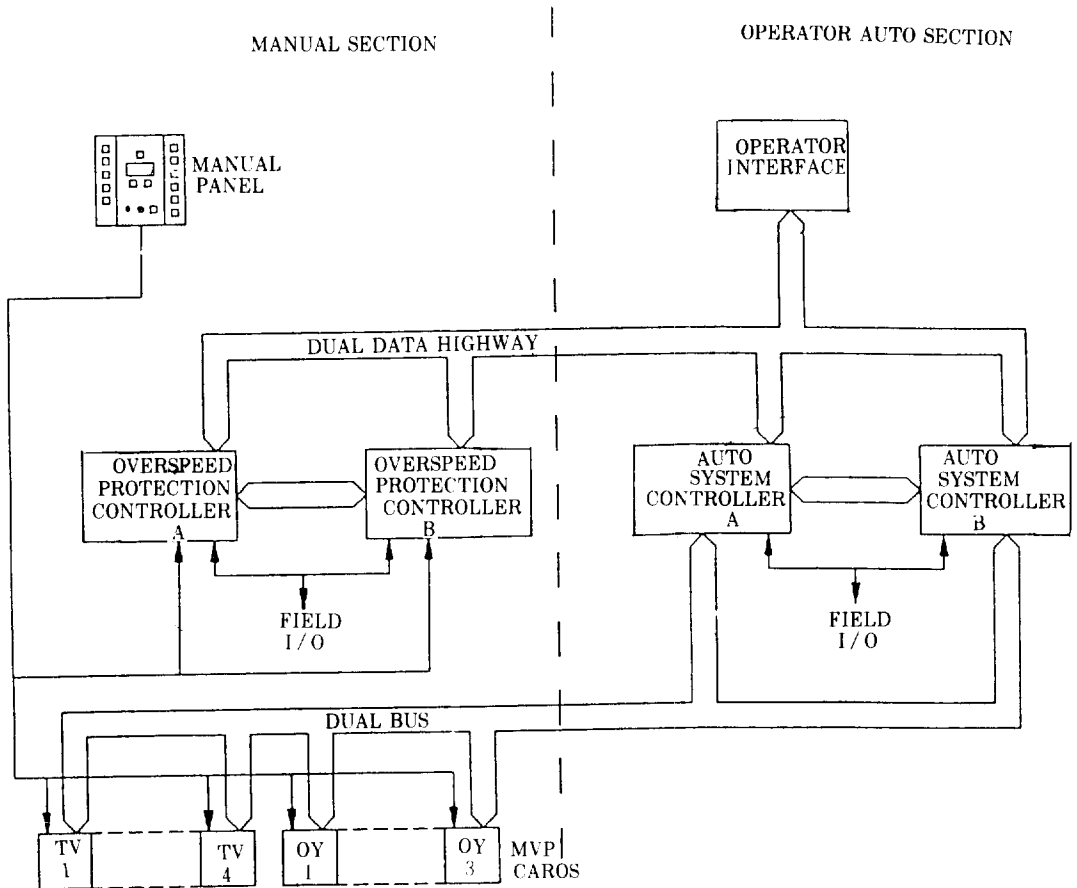 MANUAL SECTION
OPERATOR AUTO SECTION
MANUAL
PANEL
OPERATOR
INTERFACE
DUAL DATA HIGHWAY
OVERSPEED
PROTECTION
CONTROLLER
A
OVERSPEED
PROTECTION
CONTROLLER
B
AUTO
SYSTEM
CONTROLLER
A
AUTO
SYSTEM
CONTROLLER
B
FIELD
I/O
FIELD
I/O
DUAL BUS
TV
1
TV
4
OY
1
OY
3
MVP
CAROS